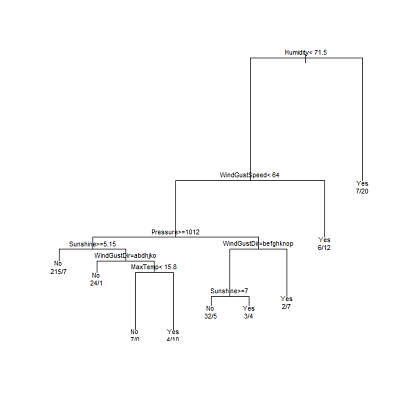 Humidity< 71.5
WindGustSpeed< 64
Yes
7/20
Pressure>=1012
Yes
6/12
Sunshine>=5.15
WindGustDir=befghknop
WindGustDir=abdhjko
No
215/7
MaxTemp< 15.8
No
24/1
Sunshine>=7
Yes
2/7
No
32/5
Yes
3/4
No
7/0
Yes
4/10